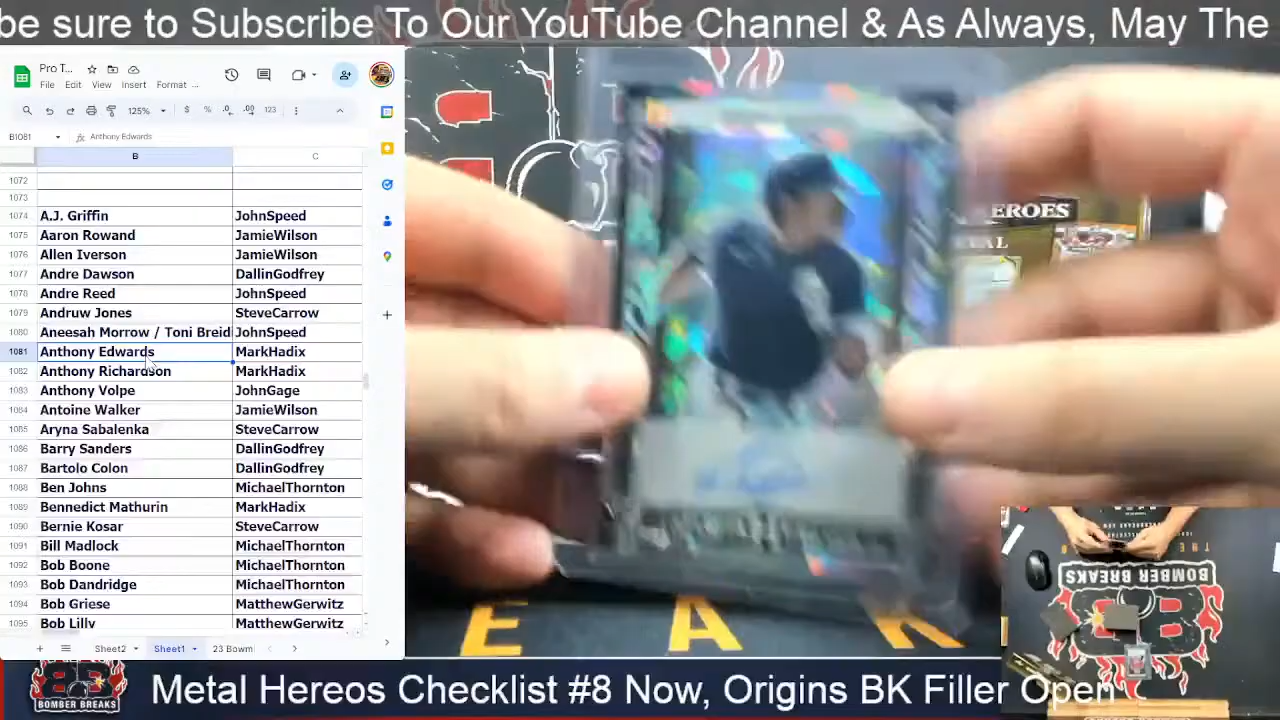 be sure to Subscribe To Our YouTube Channel & As Always, May The
Pro T...
File Edit View Insert Format ...
125% $ % .0 .00 123
B1081 fx Anthony Edwards
B C
1072
1073
1074 A.J. Griffin JohnSpeed
1075 Aaron Rowand JamieWilson
1076 Allen Iverson JamieWilson
1077 Andre Dawson DallinGodfrey
1078 Andre Reed JohnSpeed
1079 Andruw Jones SteveCarrow
1080 Aneesah Morrow / Toni Breid JohnSpeed
1081 Anthony Edwards MarkHadix
1082 Anthony Richardson MarkHadix
1083 Anthony Volpe JohnGage
1084 Antoine Walker JamieWilson
1085 Aryna Sabalenka SteveCarrow
1086 Barry Sanders DallinGodfrey
1087 Bartolo Colon DallinGodfrey
1088 Ben Johns MichaelThornton
1089 Bennedict Mathurin MarkHadix
1090 Bernie Kosar SteveCarrow
1091 Bill Madlock MichaelThornton
1092 Bob Boone MichaelThornton
1093 Bob Dandridge MichaelThornton
1094 Bob Griese MatthewGerwitz
1095 Bob Lilly MatthewGerwitz
Sheet2 Sheet1 23 Bowm
EROES
E A K
BOMBER BREAKS
BOMBER BREAKS
Metal Hereos Checklist #8 Now, Origins BK Filler Open